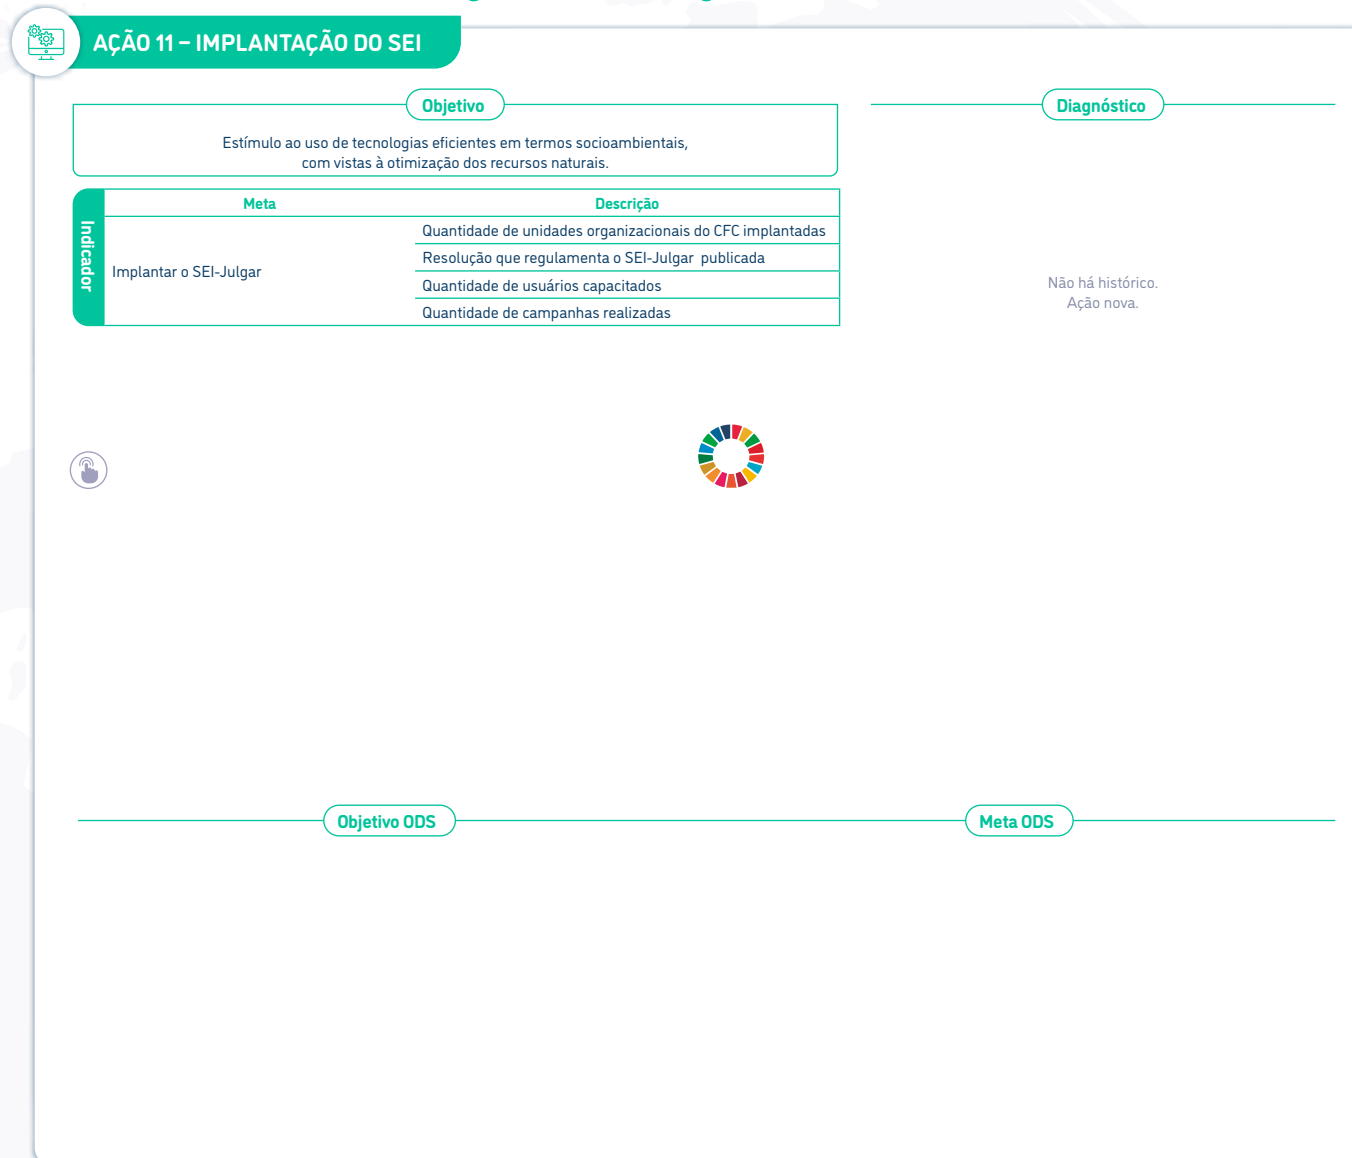 AÇÃO 11 – IMPLANTAÇÃO DO SEI
Objetivo
Estímulo ao uso de tecnologias eficientes em termos socioambientais,
com vistas à otimização dos recursos naturais.
Diagnóstico
Não há histórico.
Ação nova.
Indicador
Meta
Descrição
Implantar o SEI-Julgar
Quantidade de unidades organizacionais do CFC implantadas
Resolução que regulamenta o SEI-Julgar publicada
Quantidade de usuários capacitados
Quantidade de campanhas realizadas
Objetivo ODS
Meta ODS